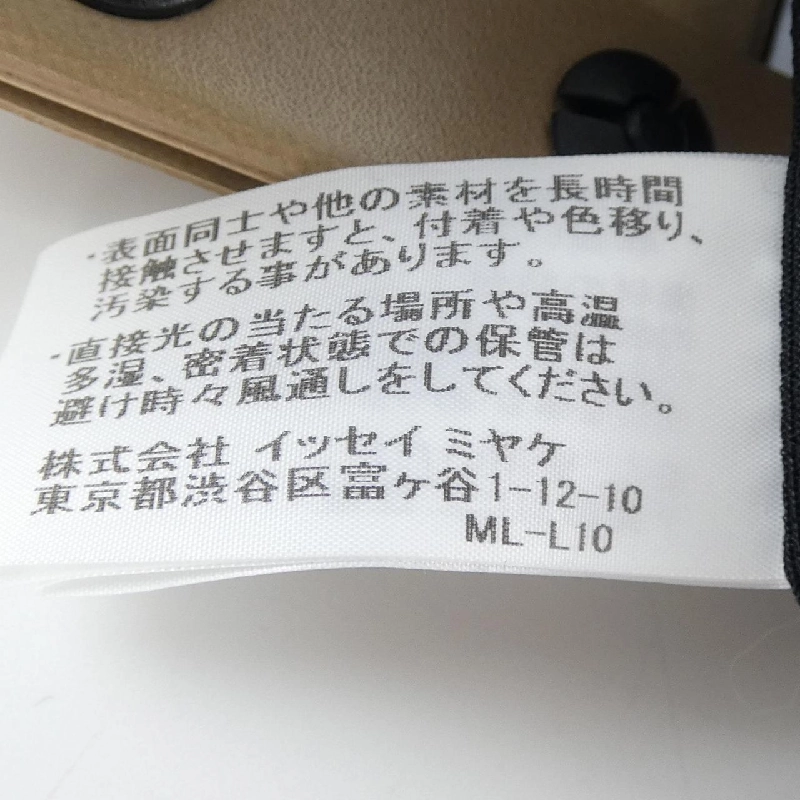 ・表面同士や他の素材を長時間
接触させますと、付着や色移り、
汚染する事があります。
・直接光の当たる場所や高温
多湿、密着状態での保管は
避け時々風通しをしてください。
株式会社 イッセイ ミヤケ
東京都渋谷区富ヶ谷1-12-10
ML-L10